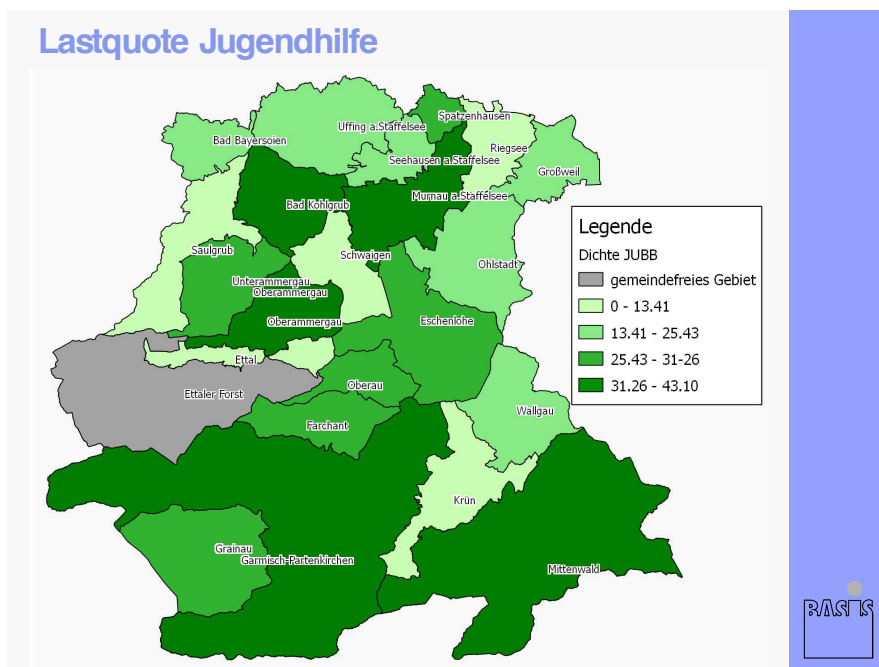 Lastquote Jugendhilfe
Spatzenhausen
Uffing a.Staffelsee
Bad Bayersoien
Riegsee
Seehausen a.Staffelsee
Großweil
Murnau a.Staffelsee
Bad Kohlgrub
Legende
Dichte JUBB
gemeindefreies Gebiet
0 - 13.41
13.41 - 25.43
25.43 - 31-26
31.26 - 43.10
Saulgrub
Schwaigen
Ohlstadt
Unterammergau
Oberammergau
Oberammergau
Eschenlohe
Ettal
Oberau
Ettaler Forst
Wallgau
Farchant
Krün
Grainau
Garmisch-Partenkirchen
Mittenwald
BASIS